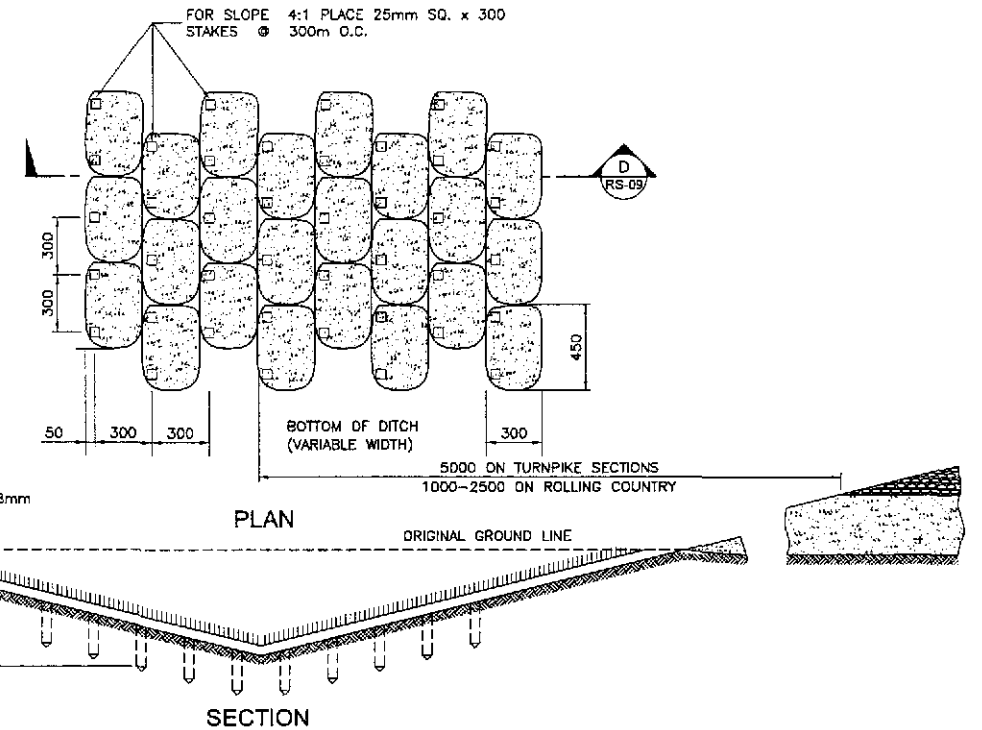 FOR SLOPE 4:1 PLACE 25mm SQ. x 300
STAKES @ 300m O.C.
D
RS-09
300
300
450
50
300
300
BOTTOM OF DITCH
(VARIABLE WIDTH)
300
5000 ON TURNPIKE SECTIONS
1000-2500 ON ROLLING COUNTRY
3mm
PLAN
ORIGINAL GROUND LINE
SECTION